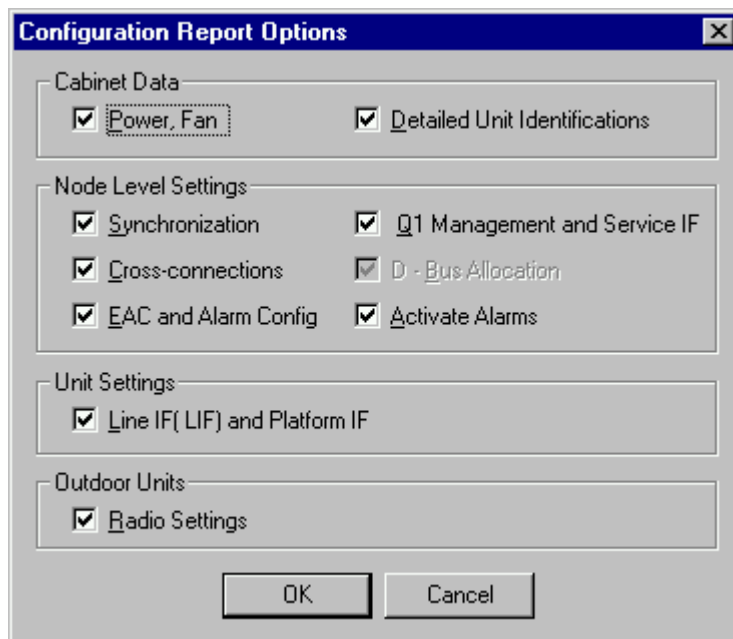 Configuration Report Options
Cabinet Data
Power, Fan
Detailed Unit Identifications
Node Level Settings
Synchronization
Q1 Management and Service IF
Cross-connections
D - Bus Allocation
EAC and Alarm Config
Activate Alarms
Unit Settings
Line IF( LIF) and Platform IF
Outdoor Units
Radio Settings
OK
Cancel